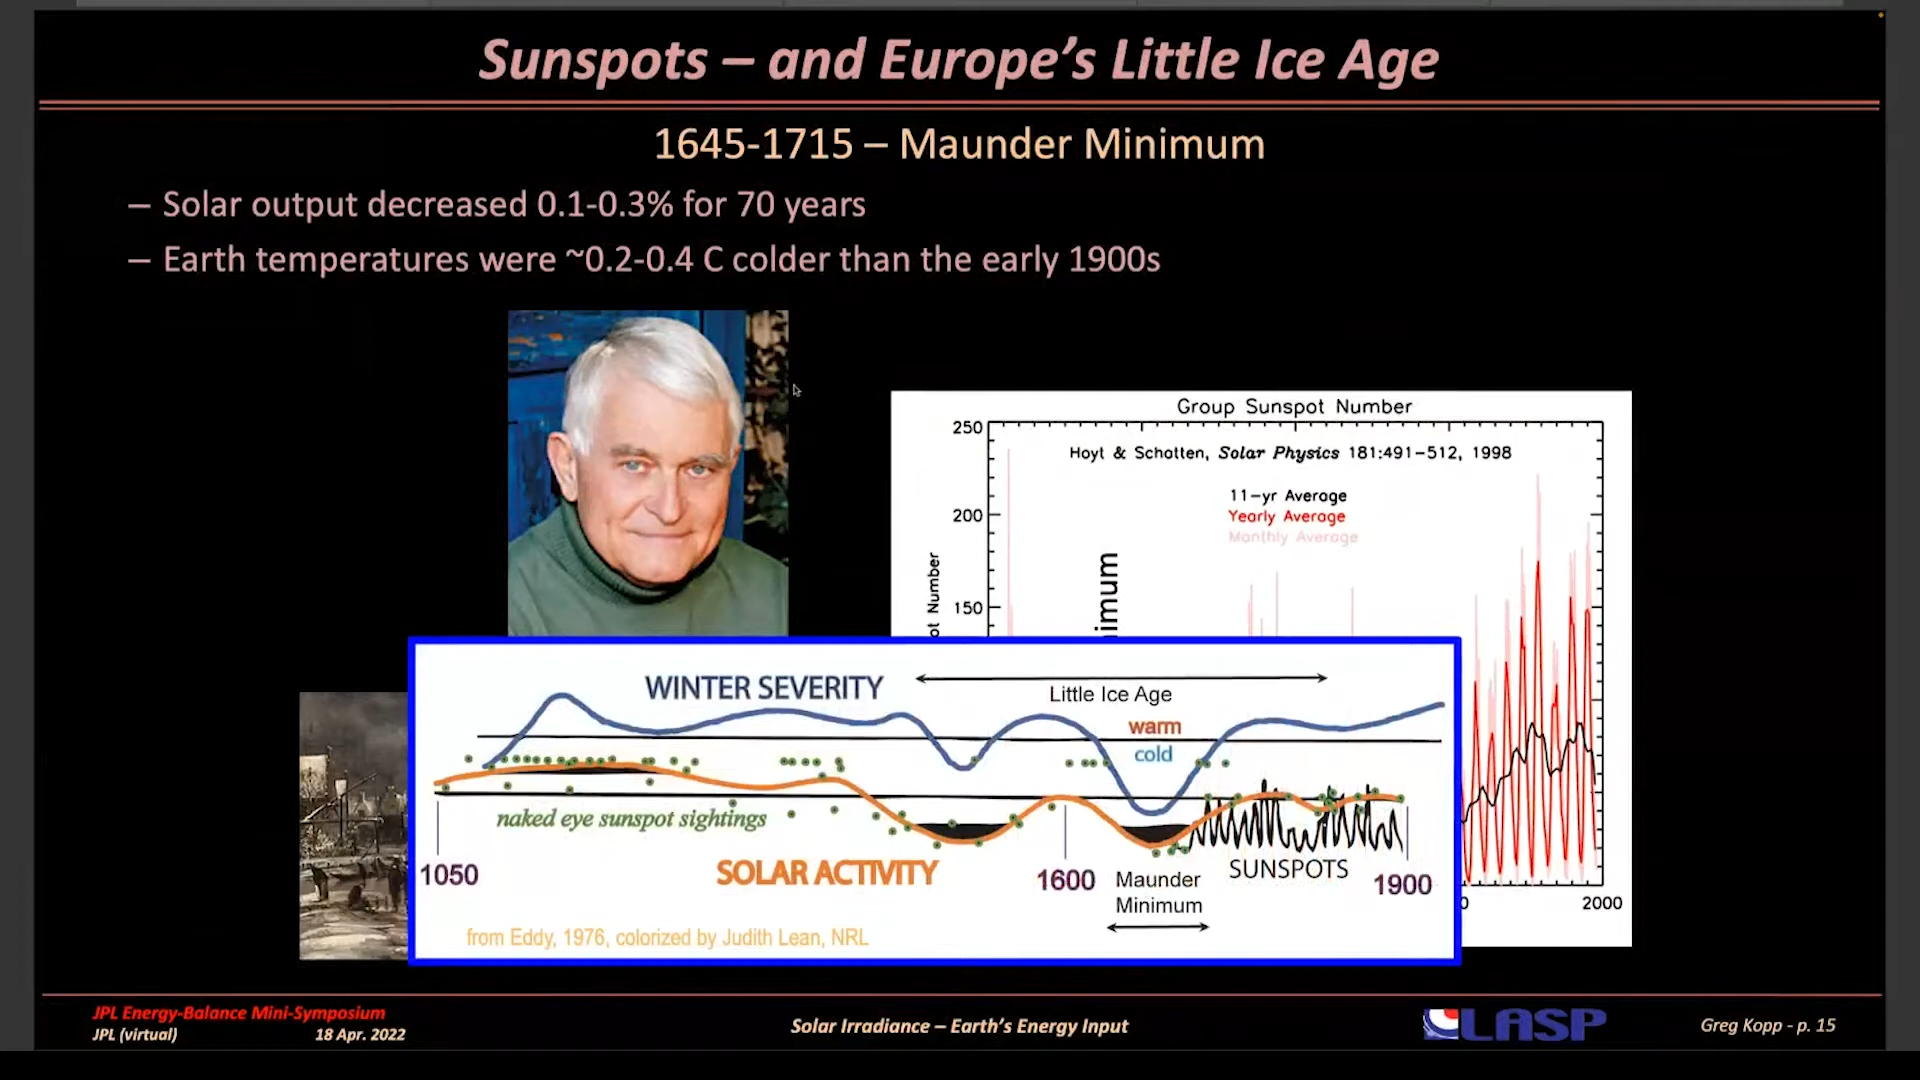 Sunspots – and Europe's Little Ice Age
1645-1715 – Maunder Minimum
– Solar output decreased 0.1-0.3% for 70 years
– Earth temperatures were ~0.2-0.4 C colder than the early 1900s
Group Sunspot Number
250
Hoyt & Schatten, Solar Physics 181:491–512, 1998
11-yr Average
Yearly Average
Monthly Average
200
150
ot Number
imum
0
2000
WINTER SEVERITY
Little Ice Age
warm
cold
naked eye sunspot sightings
SOLAR ACTIVITY
SUNSPOTS
1050
1600
1900
Maunder
Minimum
from Eddy, 1976, colorized by Judith Lean, NRL
JPL Energy-Balance Mini-Symposium
JPL (virtual) 18 Apr. 2022
Solar Irradiance – Earth's Energy Input
LASP
Greg Kopp - p. 15